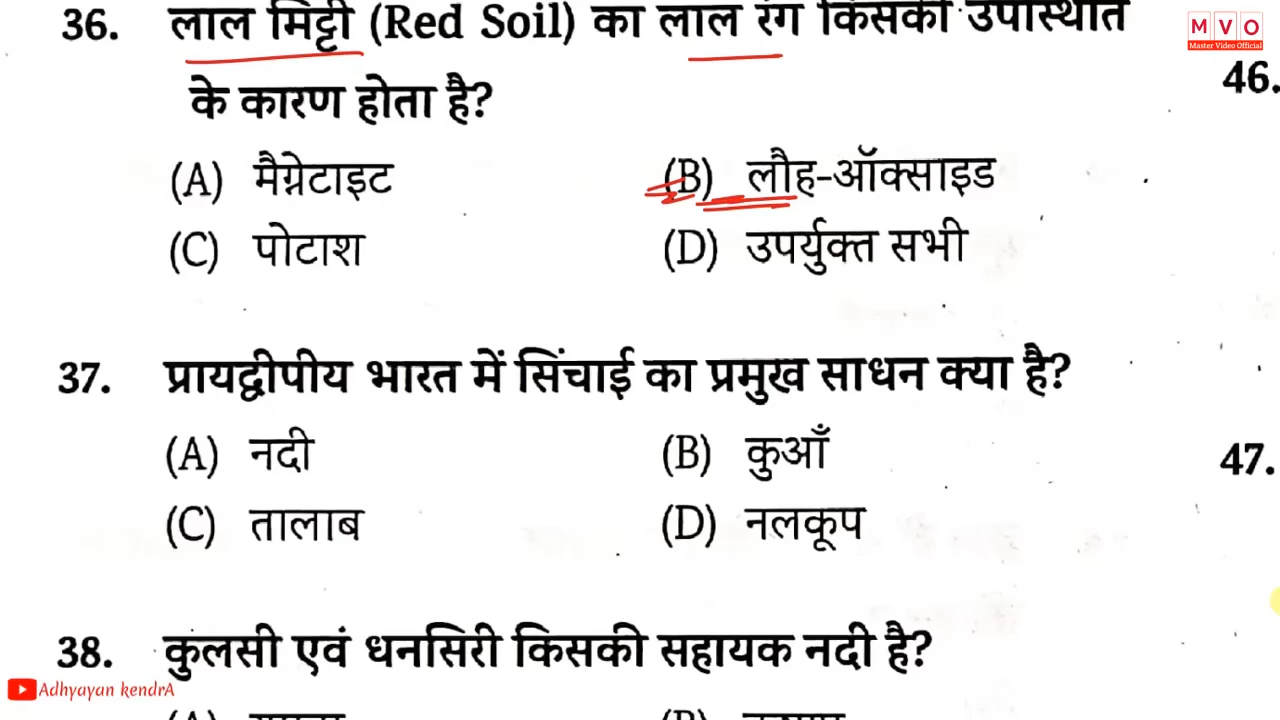 36. लाल मिट्टी (Red Soil) का लाल रंग किसकी उपस्थिति
के कारण होता है?
(A) मैग्नेटाइट (B) लौह-ऑक्साइड
(C) पोटाश (D) उपर्युक्त सभी
37. प्रायद्वीपीय भारत में सिंचाई का प्रमुख साधन क्या है?
(A) नदी (B) कुआँ
(C) तालाब (D) नलकूप
38. कुलसी एवं धनसिरी किसकी सहायक नदी है?
(A)
(B)
46.
47.
M V O
Master Video Official
Adhyayan kendrA